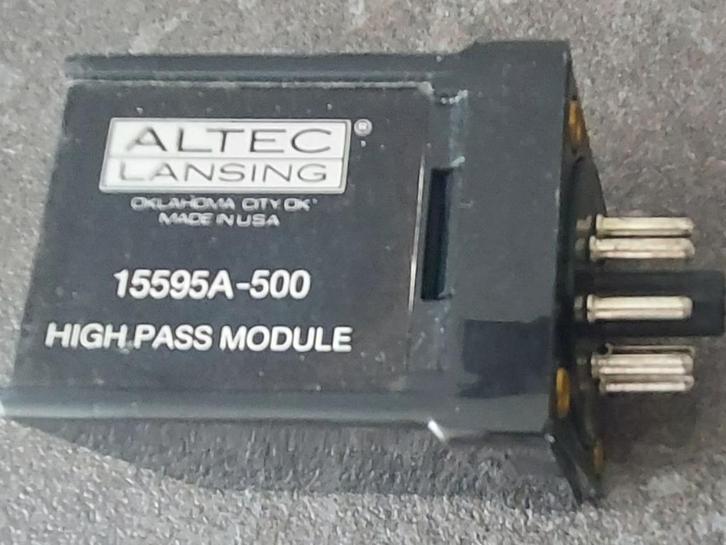 ALTEC®
LANSING
OKLAHOMA CITY OK
MADE IN USA
15595A-500
HIGH PASS MODULE